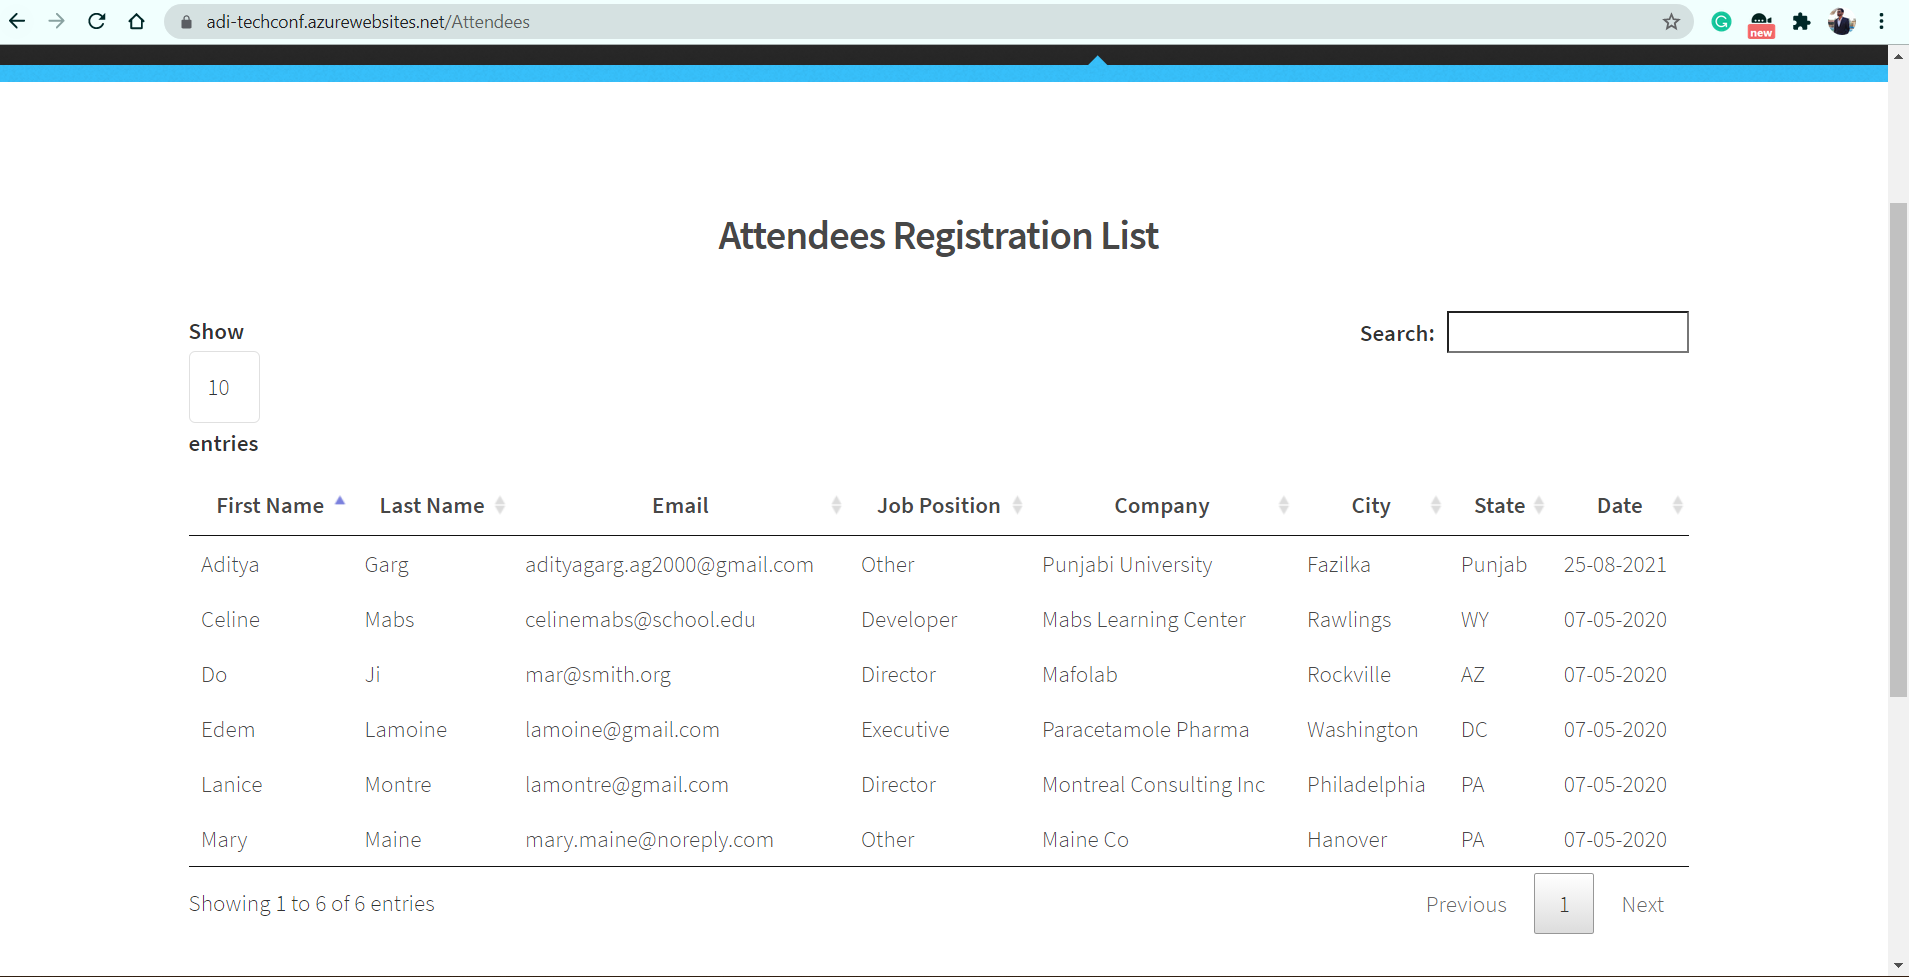 adi-techconf.azurewebsites.net/Attendees
new
Attendees Registration List
Show
10
entries
Search:
First Name Last Name Email Job Position Company City State Date
Aditya Garg adityagarg.ag2000@gmail.com Other Punjabi University Fazilka Punjab 25-08-2021
Celine Mabs celinemabs@school.edu Developer Mabs Learning Center Rawlings WY 07-05-2020
Do Ji mar@smith.org Director Mafolab Rockville AZ 07-05-2020
Edem Lamoine lamoine@gmail.com Executive Paracetamole Pharma Washington DC 07-05-2020
Lanice Montre lamontre@gmail.com Director Montreal Consulting Inc Philadelphia PA 07-05-2020
Mary Maine mary.maine@noreply.com Other Maine Co Hanover PA 07-05-2020
Showing 1 to 6 of 6 entries
Previous 1 Next